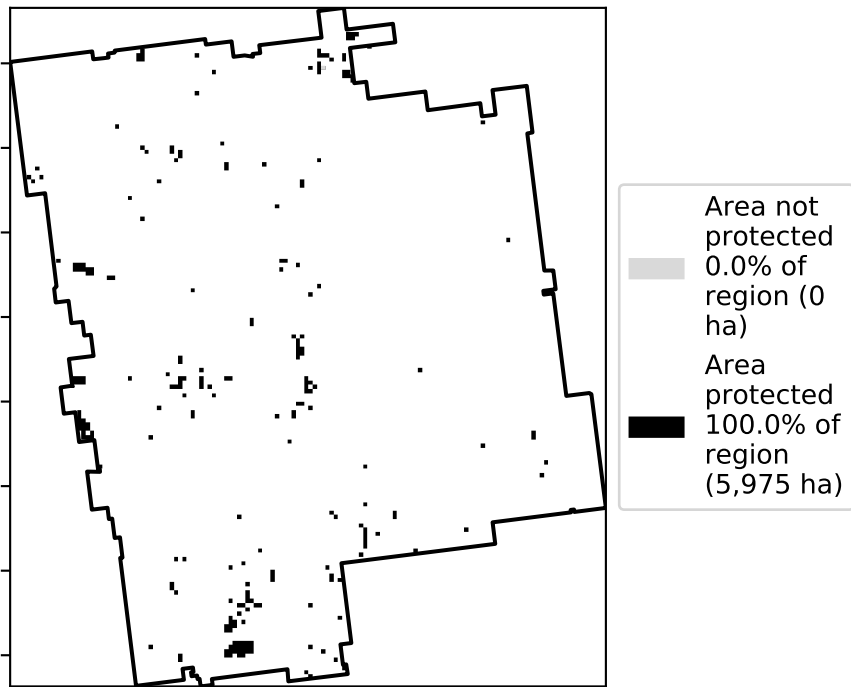 Area not
protected
0.0% of
region (0
ha)
Area
protected
100.0% of
region
(5,975 ha)